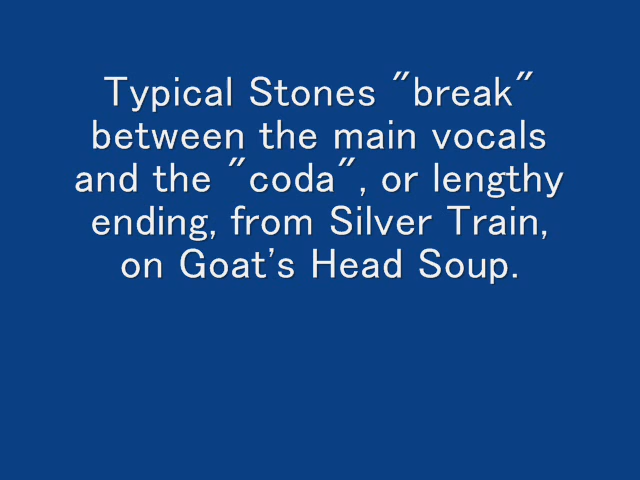 Typical Stones "break"
between the main vocals
and the "coda", or lengthy
ending, from Silver Train,
on Goat's Head Soup.